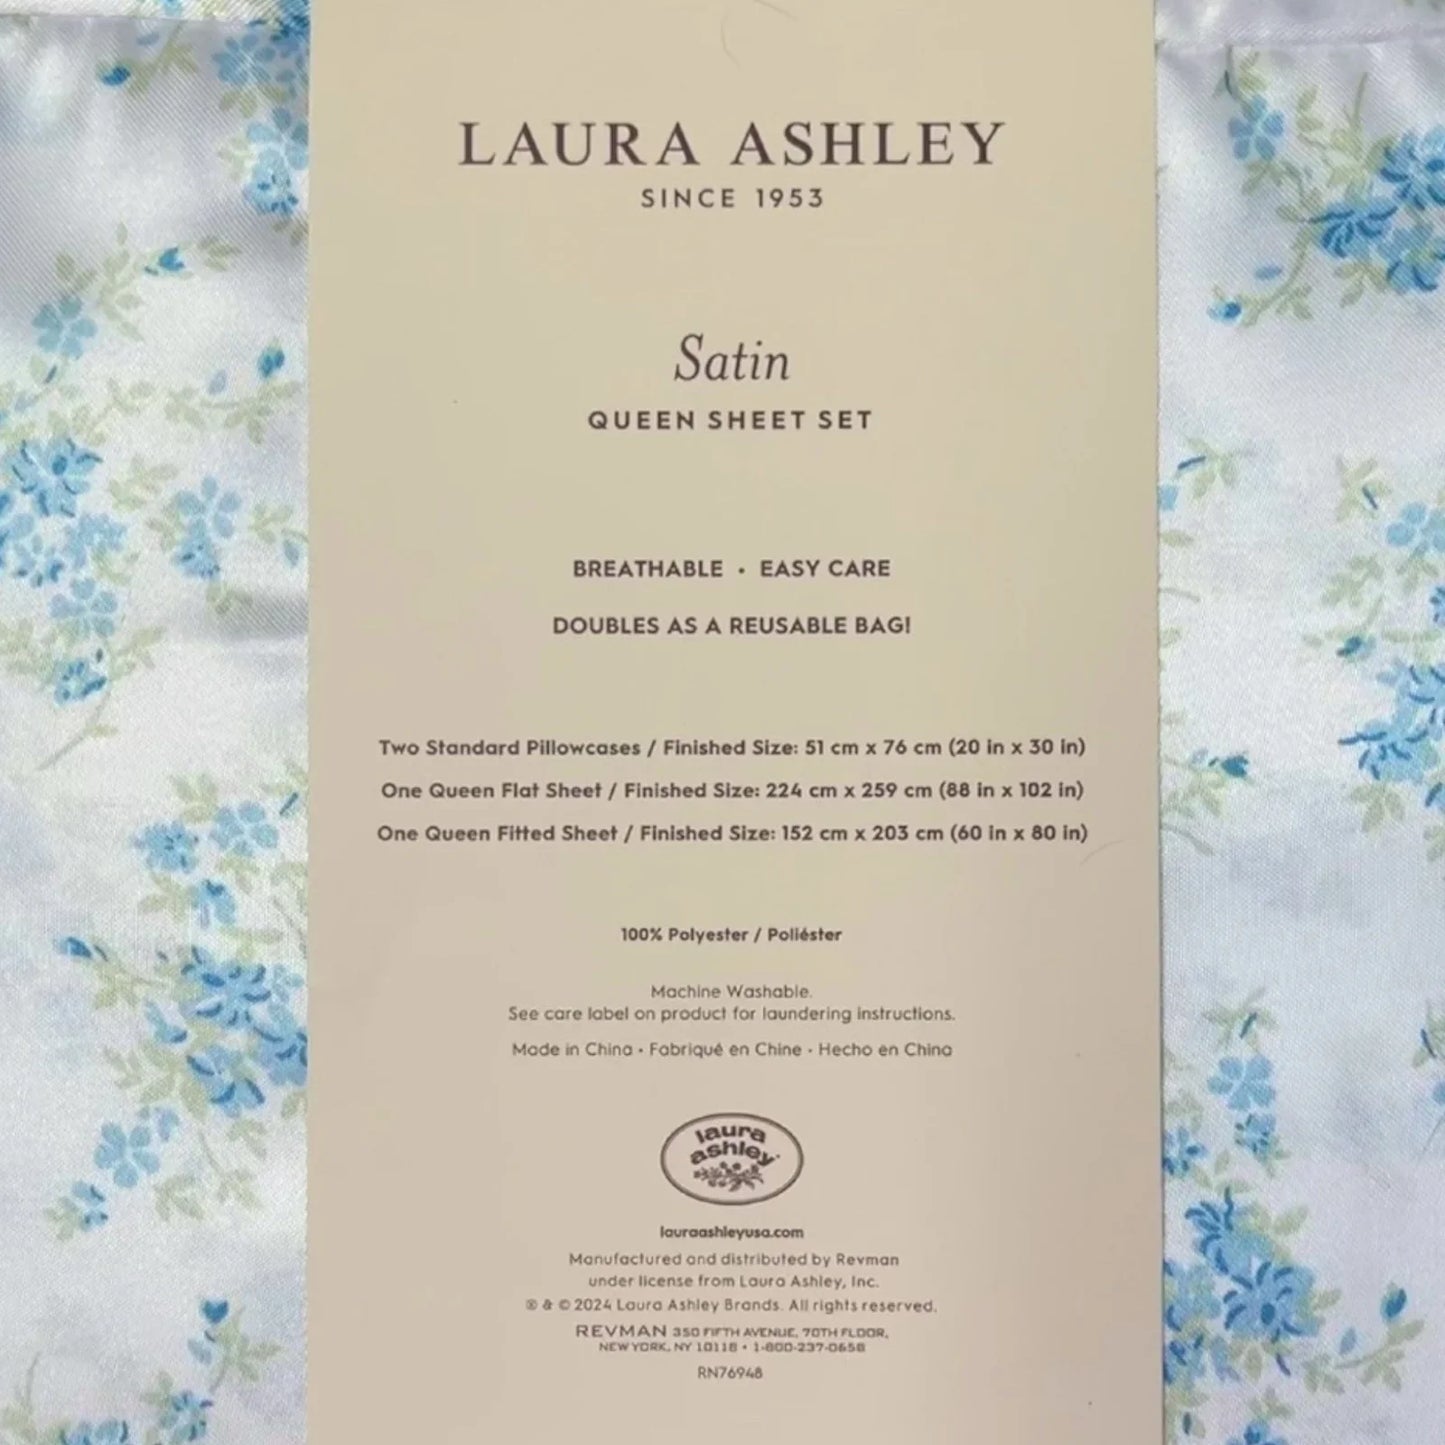 LAURA ASHLEY
SINCE 1953
Satin
QUEEN SHEET SET
BREATHABLE • EASY CARE
DOUBLES AS A REUSABLE BAG!
Two Standard Pillowcases / Finished Size: 51 cm x 76 cm (20 in x 30 in)
One Queen Flat Sheet / Finished Size: 224 cm x 259 cm (88 in x 102 in)
One Queen Fitted Sheet / Finished Size: 152 cm x 203 cm (60 in x 80 in)
100% Polyester / Poliéster
Machine Washable.
See care label on product for laundering instructions.
Made in China • Fabriqué en Chine • Hecho en China
laura
ashley
lauraashleyusa.com
Manufactured and distributed by Revman
under license from Laura Ashley, Inc.
® & © 2024 Laura Ashley Brands. All rights reserved.
REVMAN 350 FIFTH AVENUE, 70TH FLOOR,
NEW YORK, NY 10118 • 1-800-237-0658
RN76948